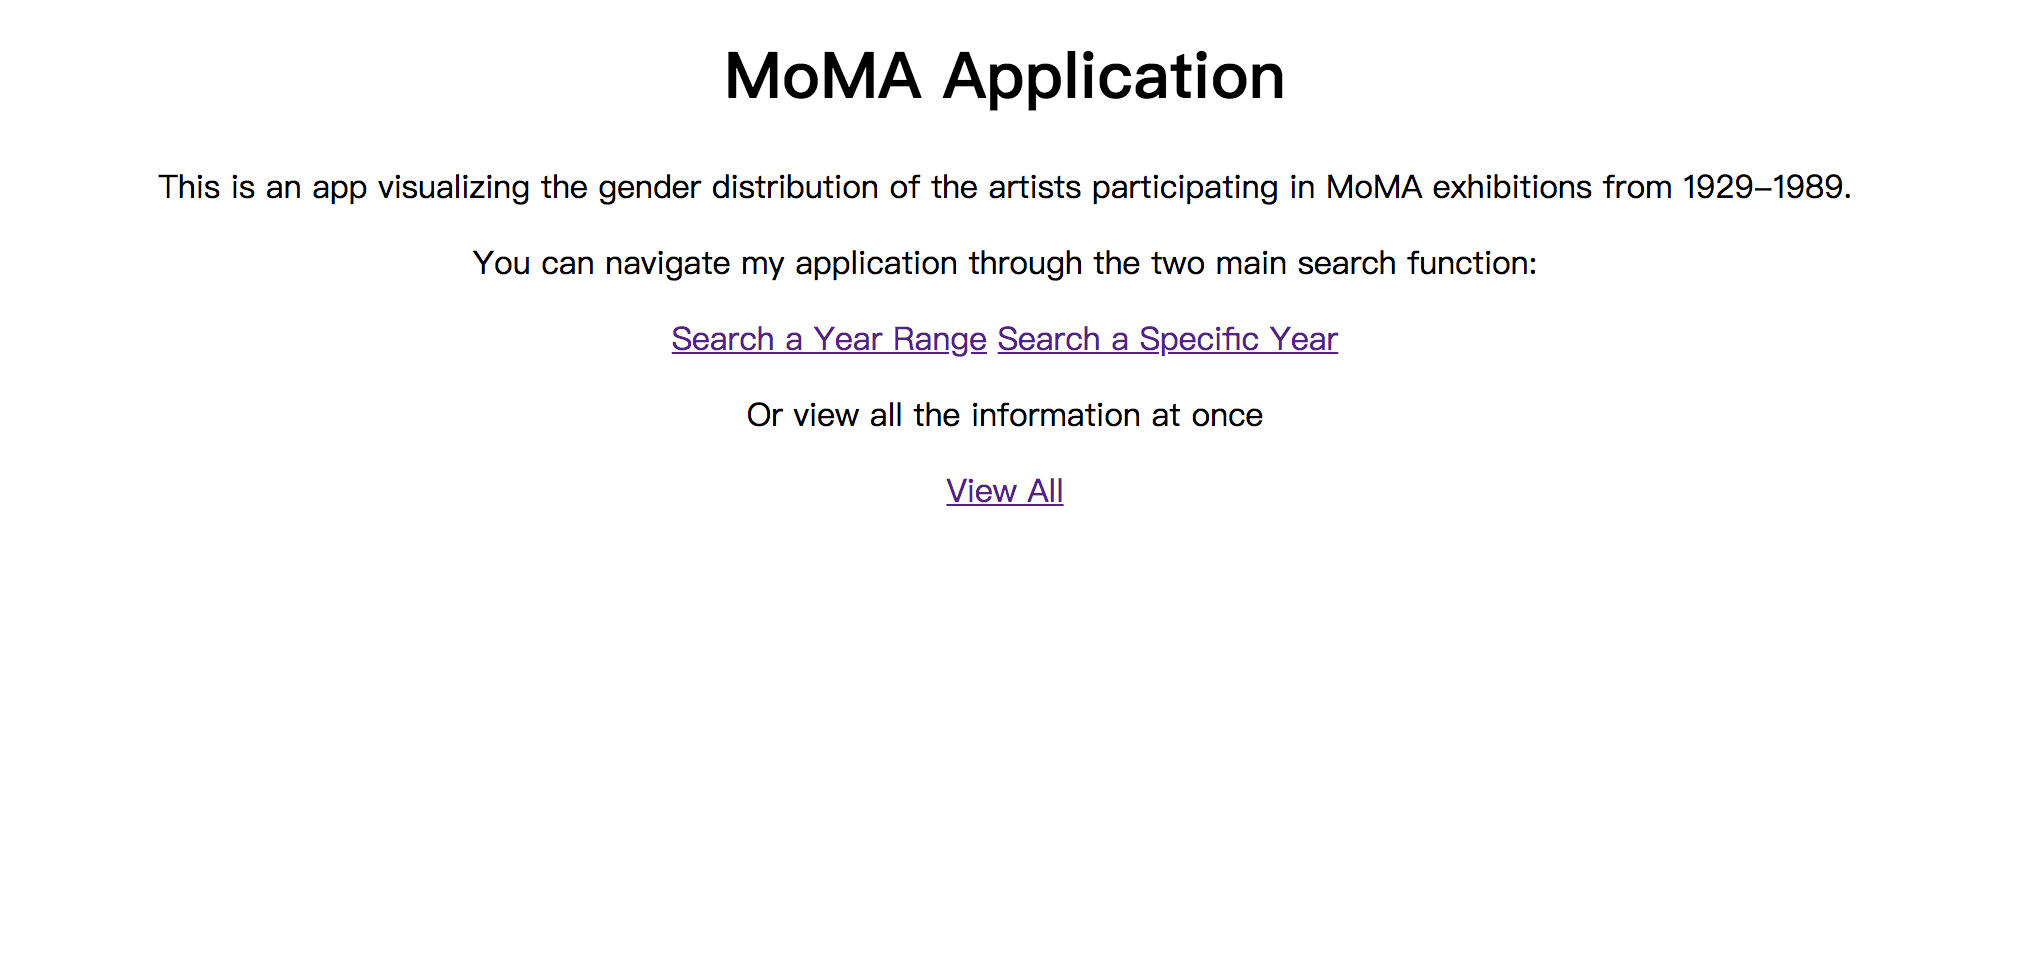 MoMA Application
This is an app visualizing the gender distribution of the artists participating in MoMA exhibitions from 1929–1989.
You can navigate my application through the two main search function:
Search a Year Range Search a Specific Year
Or view all the information at once
View All